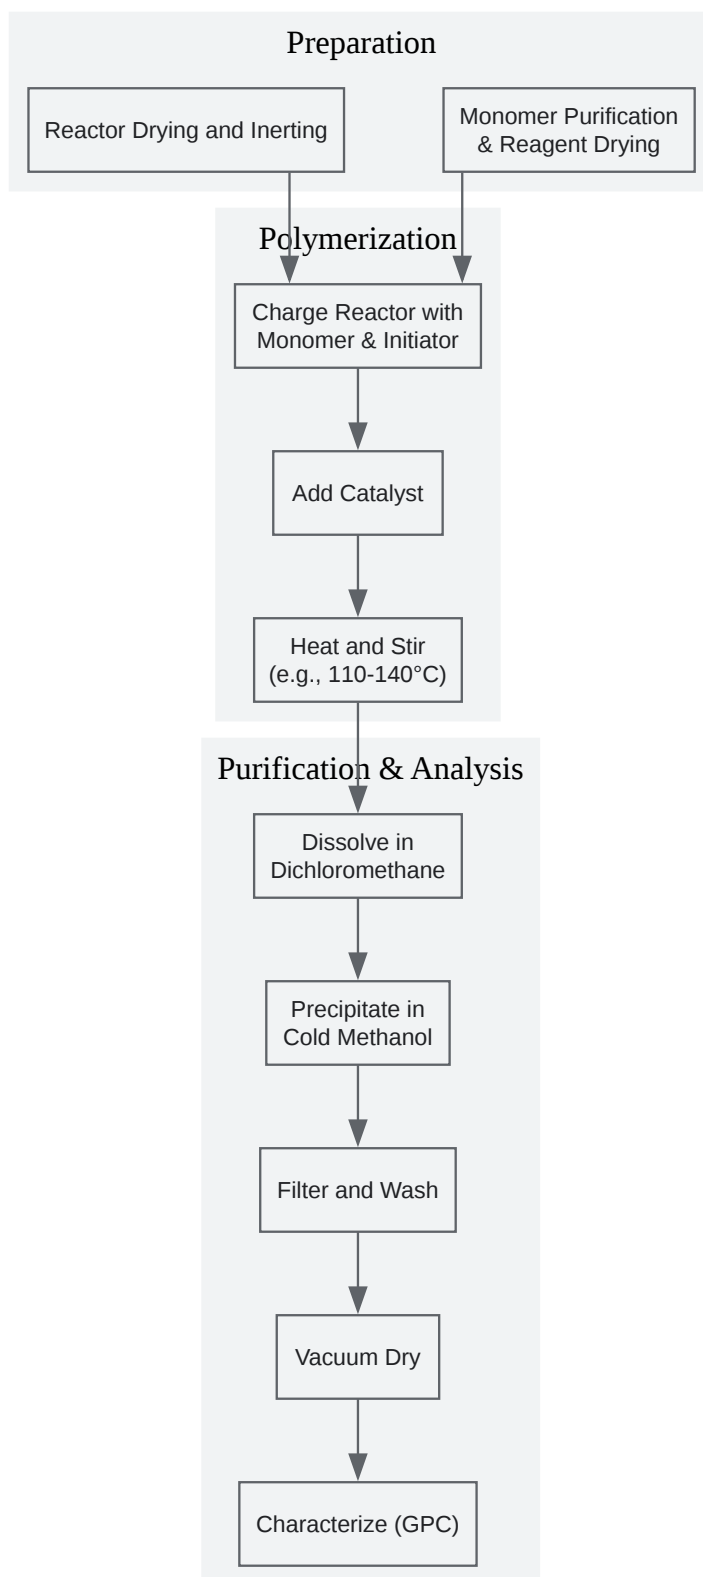 Preparation
Reactor Drying and Inerting
Monomer Purification
& Reagent Drying
Polymerization
Charge Reactor with
Monomer & Initiator
Add Catalyst
Heat and Stir
(e.g., 110-140°C)
Purification & Analysis
Dissolve in
Dichloromethane
Precipitate in
Cold Methanol
Filter and Wash
Vacuum Dry
Characterize (GPC)